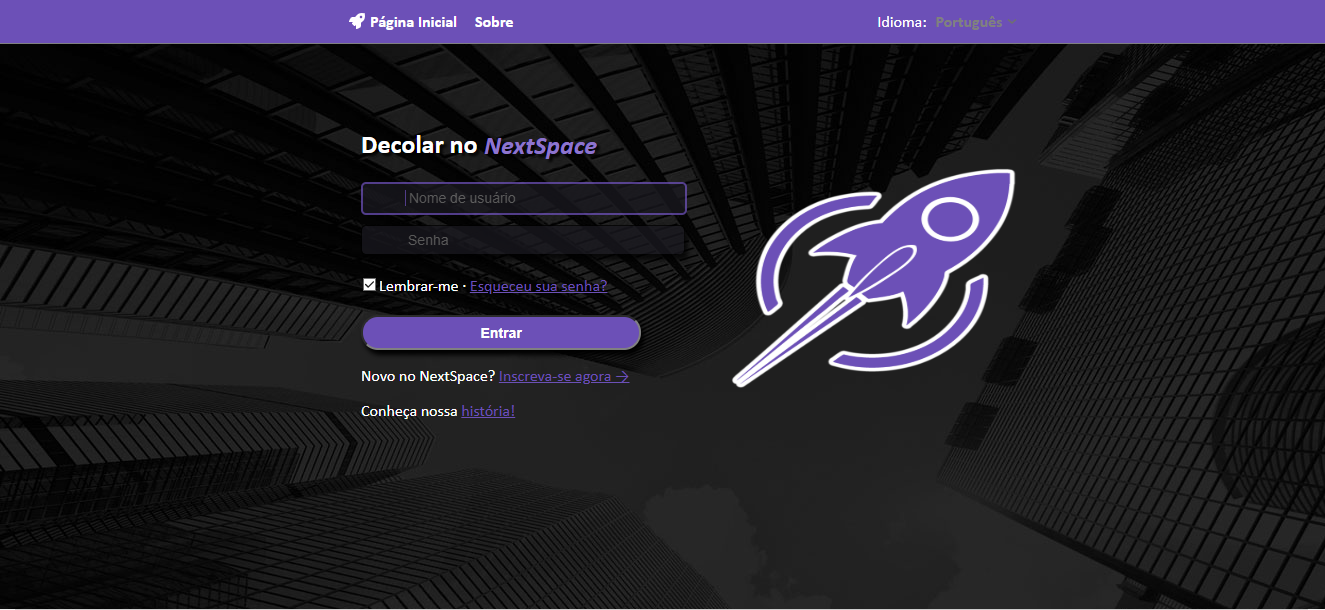 Página Inicial Sobre Idioma: Português
Decolar no NextSpace
Nome de usuário
Senha
Lembrar-me · Esqueceu sua senha?
Entrar
Novo no NextSpace? Inscreva-se agora →
Conheça nossa história!